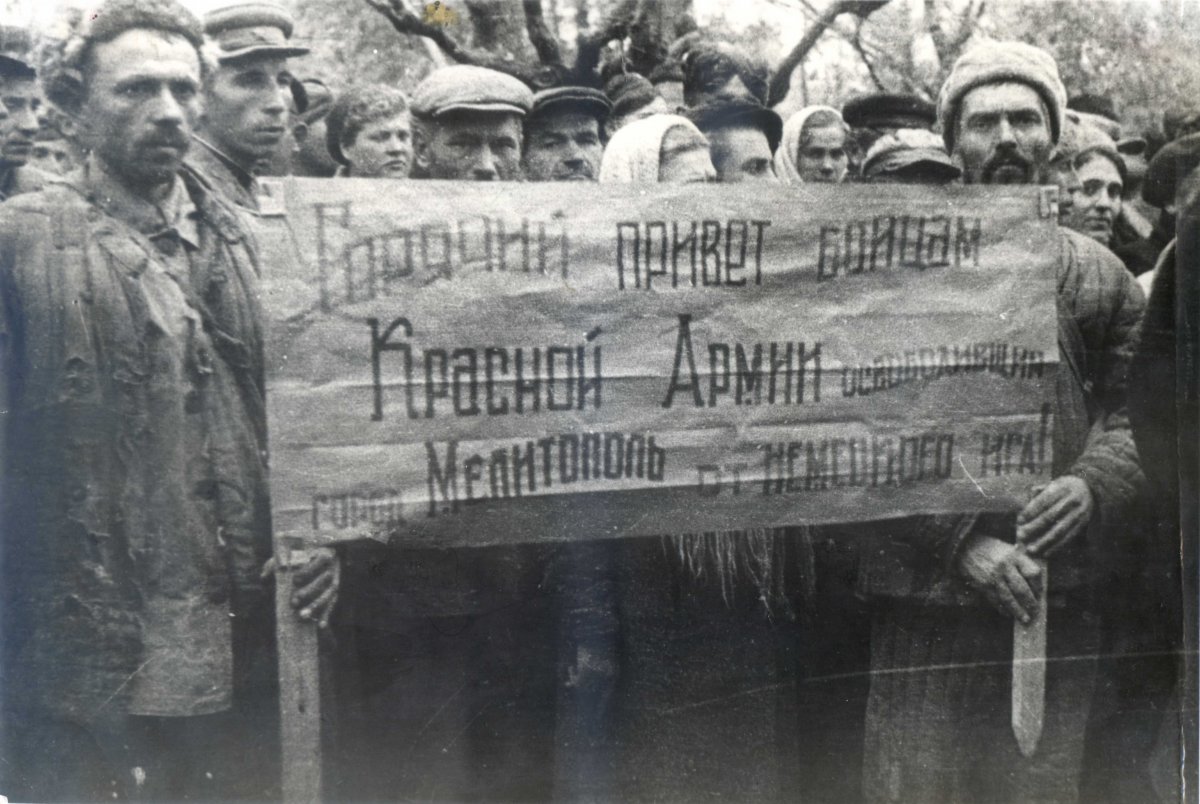 Горячий привет бойцам
Красной Армии освободившим
город Мелитополь от немецкого ига!